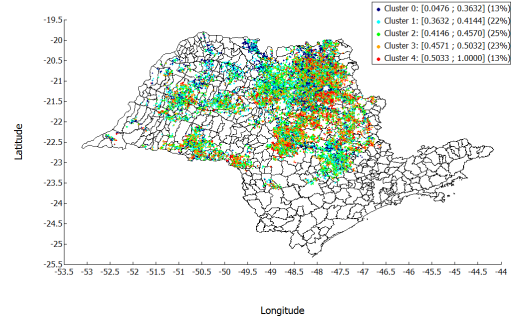 Cluster 0: [0.0476 ; 0.3632] (13%)
Cluster 1: [0.3632 ; 0.4144] (22%)
Cluster 2: [0.4146 ; 0.4570] (25%)
Cluster 3: [0.4571 ; 0.5032] (23%)
Cluster 4: [0.5033 ; 1.0000] (13%)
-19.5
-20
-20.5
-21
-21.5
-22
-22.5
-23
-23.5
-24
-24.5
-25
-25.5
Latitude
-53.5 -53 -52.5 -52 -51.5 -51 -50.5 -50 -49.5 -49 -48.5 -48 -47.5 -47 -46.5 -46 -45.5 -45 -44.5 -44
Longitude